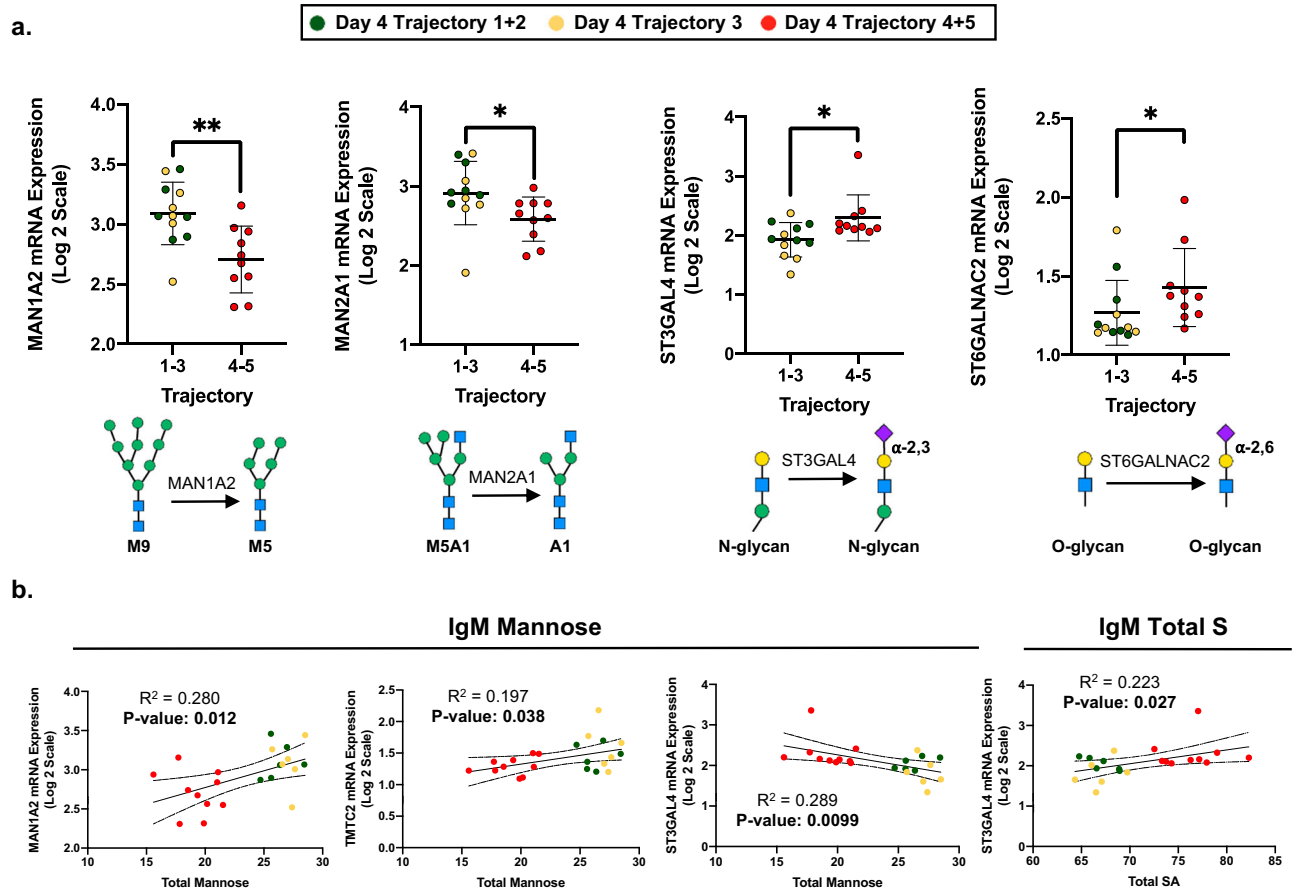 Day 4 Trajectory 1+2 Day 4 Trajectory 3 Day 4 Trajectory 4+5
a.
MAN1A2 mRNA Expression
(Log 2 Scale)
4.0
3.5
3.0
2.5
2.0
**
1-3 4-5
Trajectory
MAN2A1 mRNA Expression
(Log 2 Scale)
4
3
2
1
*
1-3 4-5
Trajectory
ST3GAL4 mRNA Expression
(Log 2 Scale)
4
3
2
1
0
*
1-3 4-5
Trajectory
ST6GALNAC2 mRNA Expression
(Log 2 Scale)
2.5
2.0
1.5
1.0
*
1-3 4-5
Trajectory
MAN1A2
M9 M5
MAN2A1
M5A1 A1
ST3GAL4
α-2,3
N-glycan N-glycan
ST6GALNAC2
α-2,6
O-glycan O-glycan
b.
IgM Mannose
IgM Total S
MAN1A2 mRNA Expression
(Log 2 Scale)
4.0
3.5
3.0
2.5
2.0
R² = 0.280
P-value: 0.012
10 15 20 25 30
Total Mannose
TMTC2 mRNA Expression
(Log 2 Scale)
2.5
2.0
1.5
1.0
0.5
0.0
R² = 0.197
P-value: 0.038
10 15 20 25 30
Total Mannose
ST3GAL4 mRNA Expression
(Log 2 Scale)
4
3
2
1
0
R² = 0.289
P-value: 0.0099
10 15 20 25 30
Total Mannose
ST3GAL4 mRNA Expression
(Log 2 Scale)
4
3
2
1
0
R² = 0.223
P-value: 0.027
60 65 70 75 80 85
Total SA